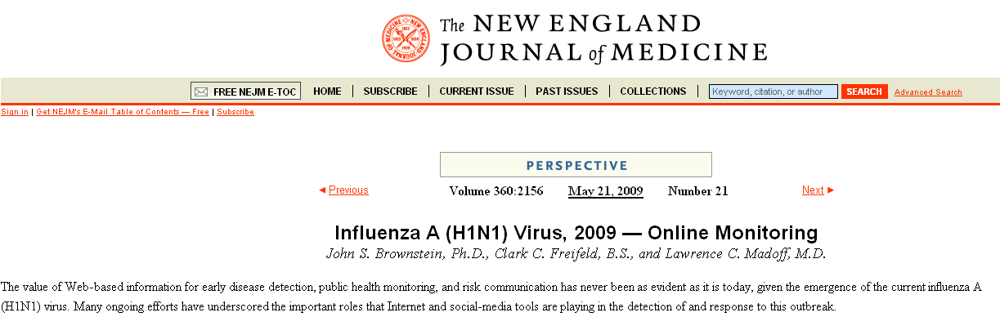 The NEW ENGLAND
JOURNAL of MEDICINE
FREE NEJM E-TOC HOME | SUBSCRIBE | CURRENT ISSUE | PAST ISSUES | COLLECTIONS | Keyword, citation, or author SEARCH Advanced Search
Sign in | Get NEJM's E-Mail Table of Contents — Free | Subscribe
PERSPECTIVE
◄ Previous Volume 360:2156 May 21, 2009 Number 21 Next ►
Influenza A (H1N1) Virus, 2009 — Online Monitoring
John S. Brownstein, Ph.D., Clark C. Freifeld, B.S., and Lawrence C. Madoff, M.D.
The value of Web-based information for early disease detection, public health monitoring, and risk communication has never been as evident as it is today, given the emergence of the current influenza A
(H1N1) virus. Many ongoing efforts have underscored the important roles that Internet and social-media tools are playing in the detection of and response to this outbreak.